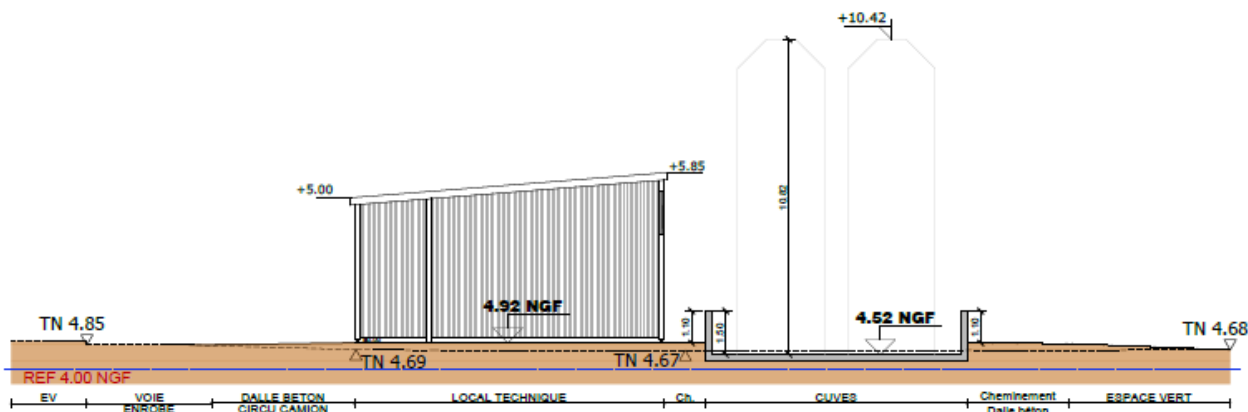 +10.42
+5.85
+5.00
10.82
4.92 NGF
1.10
1.50
4.52 NGF
1.10
TN 4.85
TN 4.68
TN 4.69
TN 4.67
REF 4.00 NGF
EV
VOIE
ENROBE
DALLE BETON
CIRCU CAMION
LOCAL TECHNIQUE
Ch.
CUVES
Cheminement
Dalle béton
ESPACE VERT